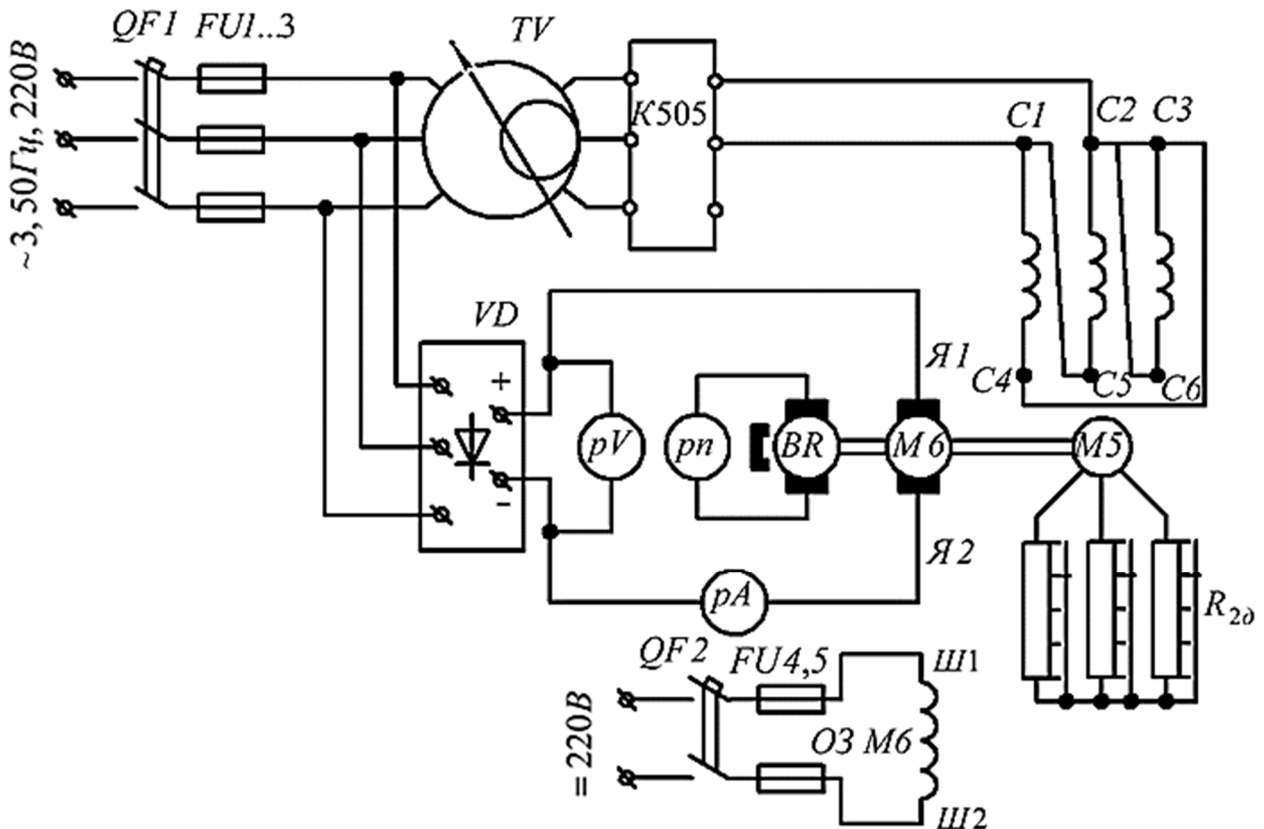 QF1 FU1..3
TV
~3, 50Гц, 220В
К505
С1 С2 С3
VD
+
-
Я1
С4 С5 С6
pV
рп
BR
М6
М5
Я2
pA
R2д
QF2 FU4,5
Ш1
= 220В
ОЗ М6
Ш2